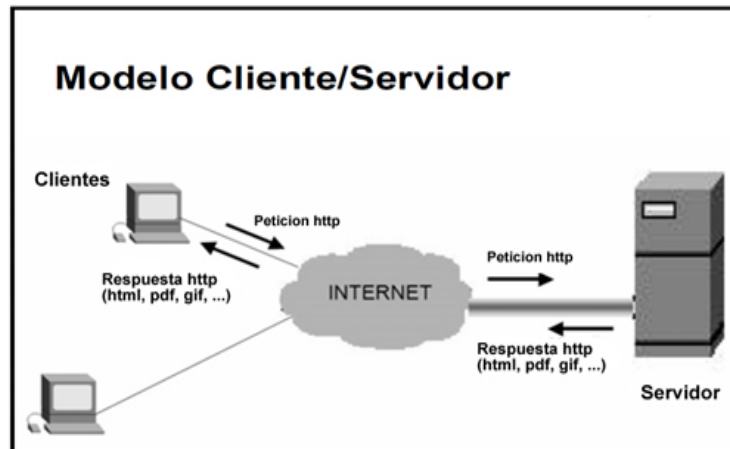 Modelo Cliente/Servidor
Clientes
Peticion http
Respuesta http
(html, pdf, gif, ...)
INTERNET
Peticion http
Respuesta http
(html, pdf, gif, ...)
Servidor